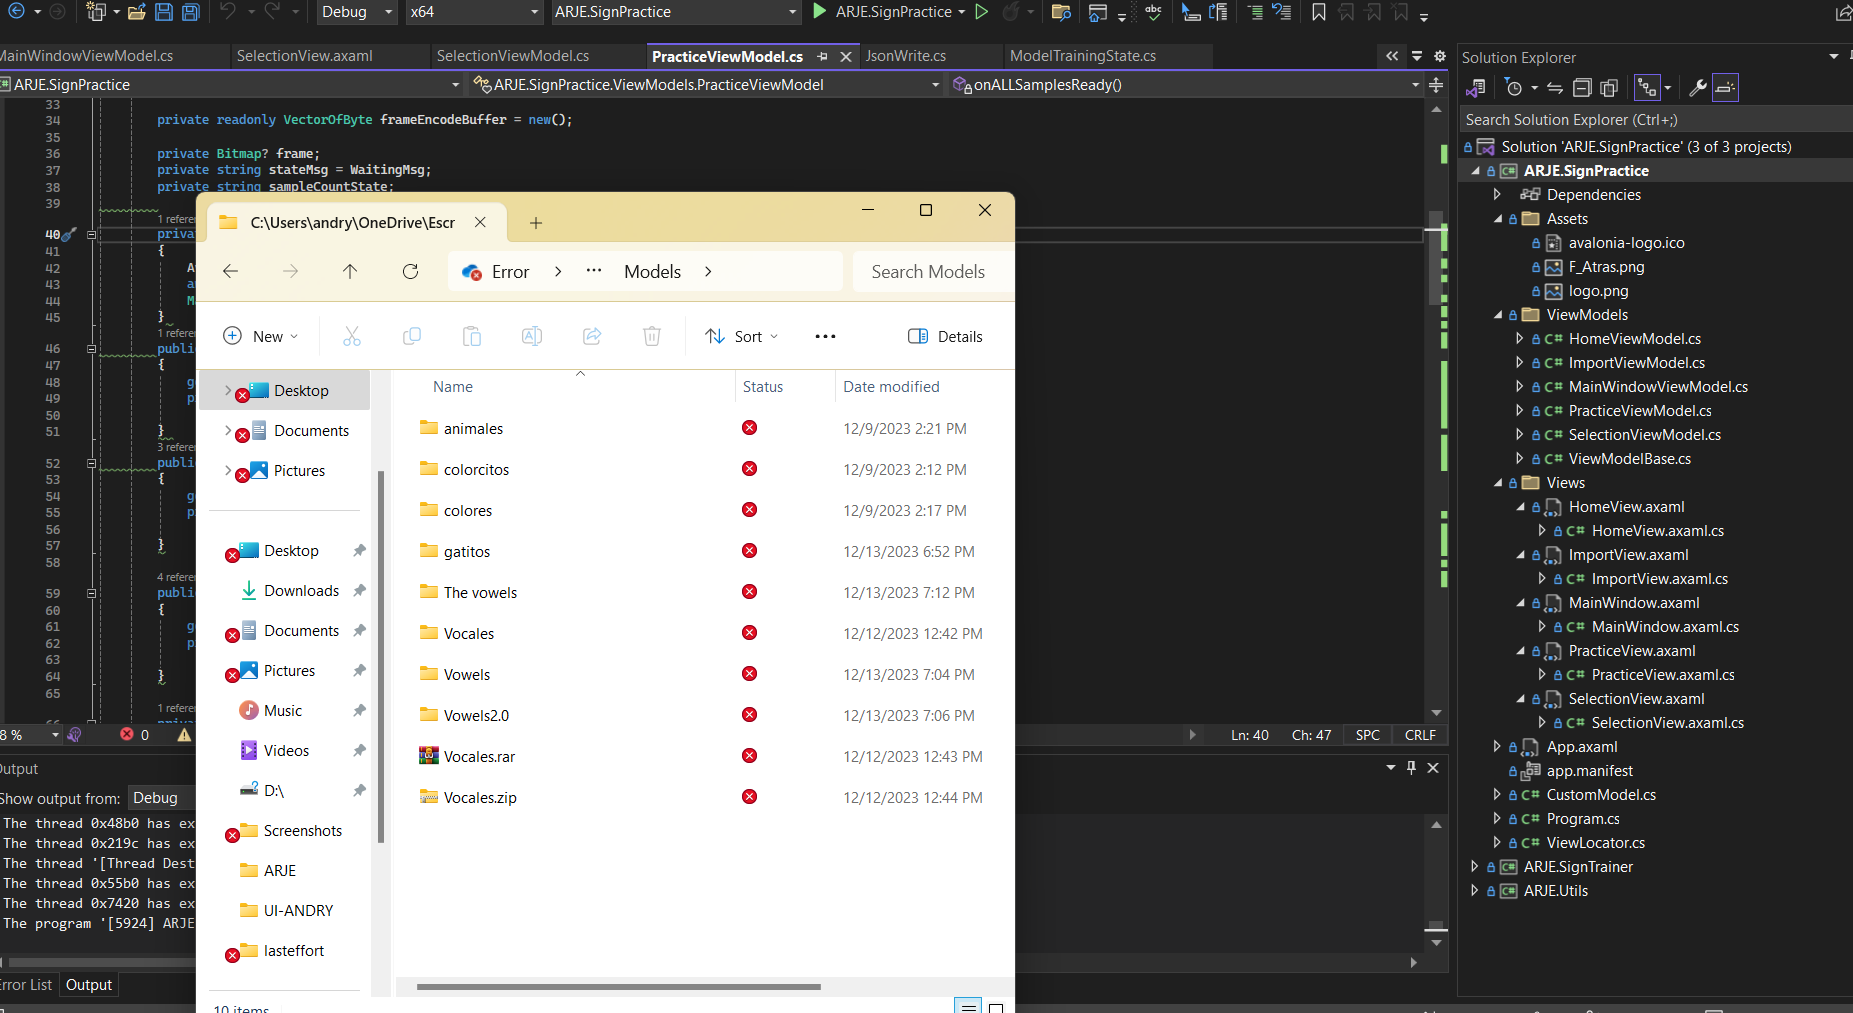 Debug x64 ARJE.SignPractice ARJE.SignPractice
MainWindowViewModel.cs SelectionView.axaml SelectionViewModel.cs PracticeViewModel.cs JsonWrite.cs ModelTrainingState.cs
ARJE.SignPractice ARJE.SignPractice.ViewModels.PracticeViewModel onALLSamplesReady()
33
34 private readonly VectorOfByte frameEncodeBuffer = new();
35
36 private Bitmap? frame;
37 private string stateMsg = WaitingMsg;
38 private string sampleCountState;
39
1 referen
40 priva
41 {
42 A
43 a
44 M
45 }
1 referen
46 publi
47 {
48 g
49 p
50
51 }
3 referen
52 publi
53 {
54 g
55 p
56
57 }
58
4 referen
59 publi
60 {
61 g
62 p
63
64 }
65
1 referen
8 % 0
Ln: 40 Ch: 47 SPC CRLF
Output
Show output from: Debug
The thread 0x48b0 has ex
The thread 0x219c has ex
The thread '[Thread Dest
The thread 0x55b0 has ex
The thread 0x7420 has ex
The program '[5924] ARJE
Error List Output
C:\Users\andry\OneDrive\Escr
Error > ... Models > Search Models
New Sort ... Details
Desktop
Documents
Pictures
Desktop
Downloads
Documents
Pictures
Music
Videos
D:\
Screenshots
ARJE
UI-ANDRY
lasteffort
Name Status Date modified
animales 12/9/2023 2:21 PM
colorcitos 12/9/2023 2:12 PM
colores 12/9/2023 2:17 PM
gatitos 12/13/2023 6:52 PM
The vowels 12/13/2023 7:12 PM
Vocales 12/12/2023 12:42 PM
Vowels 12/13/2023 7:04 PM
Vowels2.0 12/13/2023 7:06 PM
Vocales.rar 12/12/2023 12:43 PM
Vocales.zip 12/12/2023 12:44 PM
10 items
Solution Explorer
Search Solution Explorer (Ctrl+;)
Solution 'ARJE.SignPractice' (3 of 3 projects)
ARJE.SignPractice
Dependencies
Assets
avalonia-logo.ico
F_Atras.png
logo.png
ViewModels
C# HomeViewModel.cs
C# ImportViewModel.cs
C# MainWindowViewModel.cs
C# PracticeViewModel.cs
C# SelectionViewModel.cs
C# ViewModelBase.cs
Views
HomeView.axaml
C# HomeView.axaml.cs
ImportView.axaml
C# ImportView.axaml.cs
MainWindow.axaml
C# MainWindow.axaml.cs
PracticeView.axaml
C# PracticeView.axaml.cs
SelectionView.axaml
C# SelectionView.axaml.cs
App.axaml
app.manifest
C# CustomModel.cs
C# Program.cs
C# ViewLocator.cs
ARJE.SignTrainer
ARJE.Utils